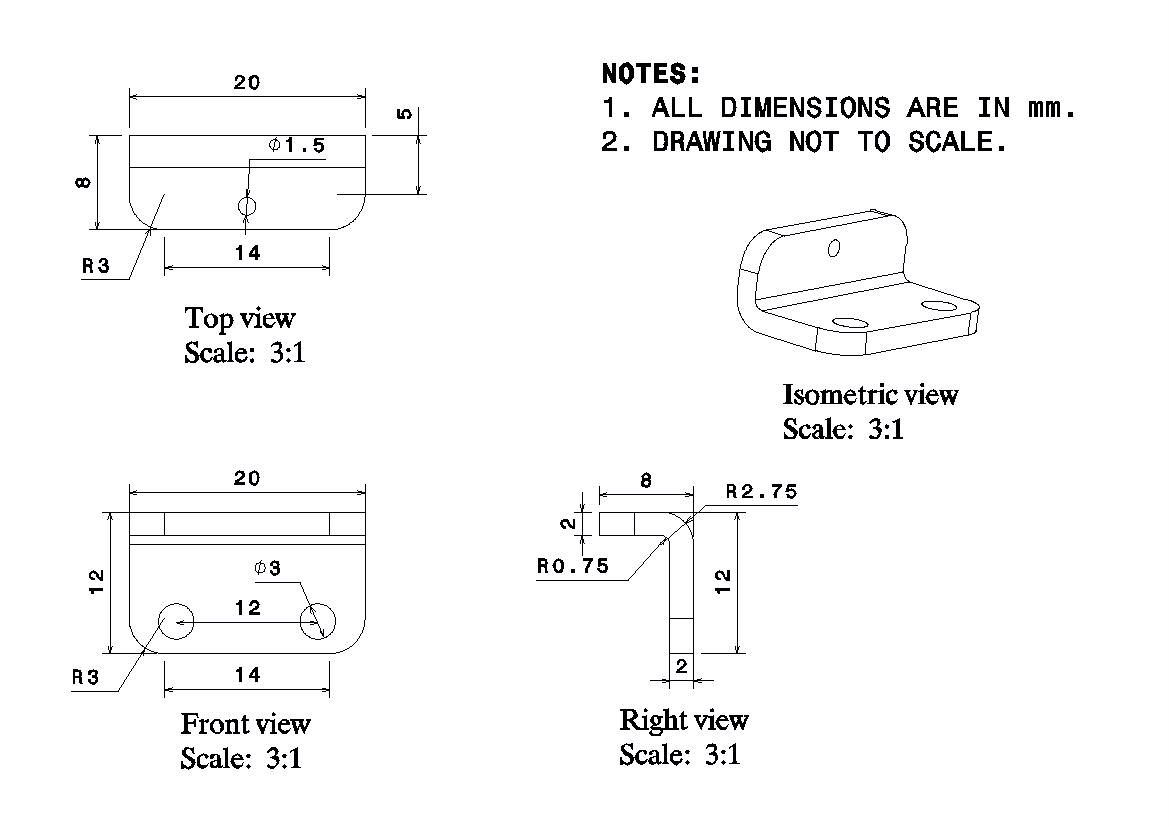 NOTES:
1. ALL DIMENSIONS ARE IN mm.
2. DRAWING NOT TO SCALE.
20
5
Φ1.5
8
14
R3
Top view
Scale: 3:1
Isometric view
Scale: 3:1
20
12
Φ3
12
R3
14
Front view
Scale: 3:1
8
R2.75
2
R0.75
12
2
Right view
Scale: 3:1